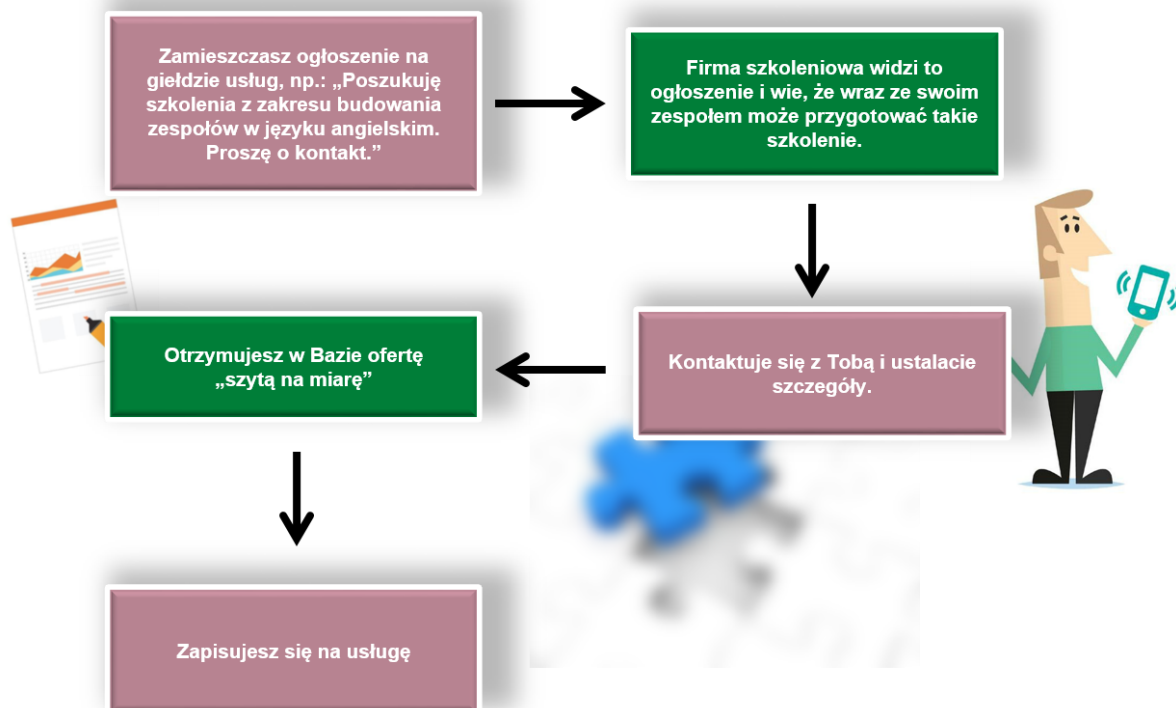 Zamieszczasz ogłoszenie na
giełdzie usług, np.: „Poszukuję
szkolenia z zakresu budowania
zespołów w języku angielskim.
Proszę o kontakt.”
Firma szkoleniowa widzi to
ogłoszenie i wie, że wraz ze swoim
zespołem może przygotować takie
szkolenie.
Kontaktuje się z Tobą i ustalacie
szczegóły.
Otrzymujesz w Bazie ofertę
„szytą na miarę”
Zapisujesz się na usługę